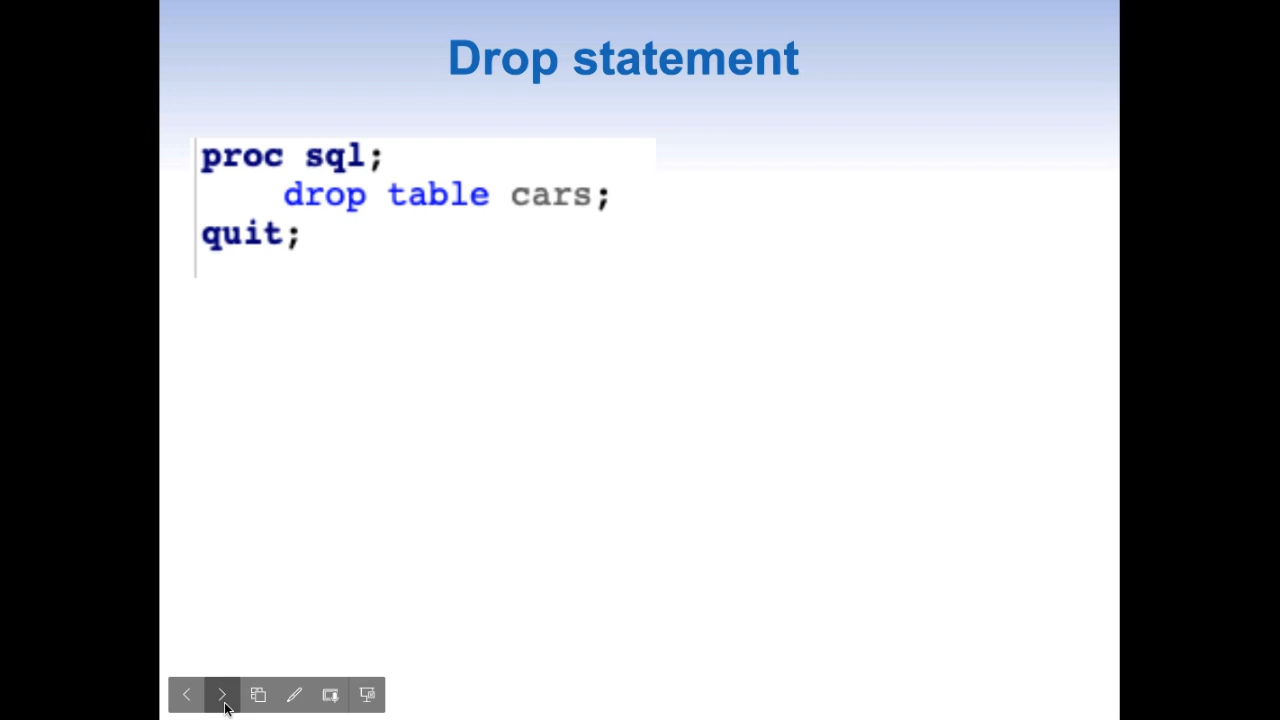 Drop statement
proc sql;
drop table cars;
quit;